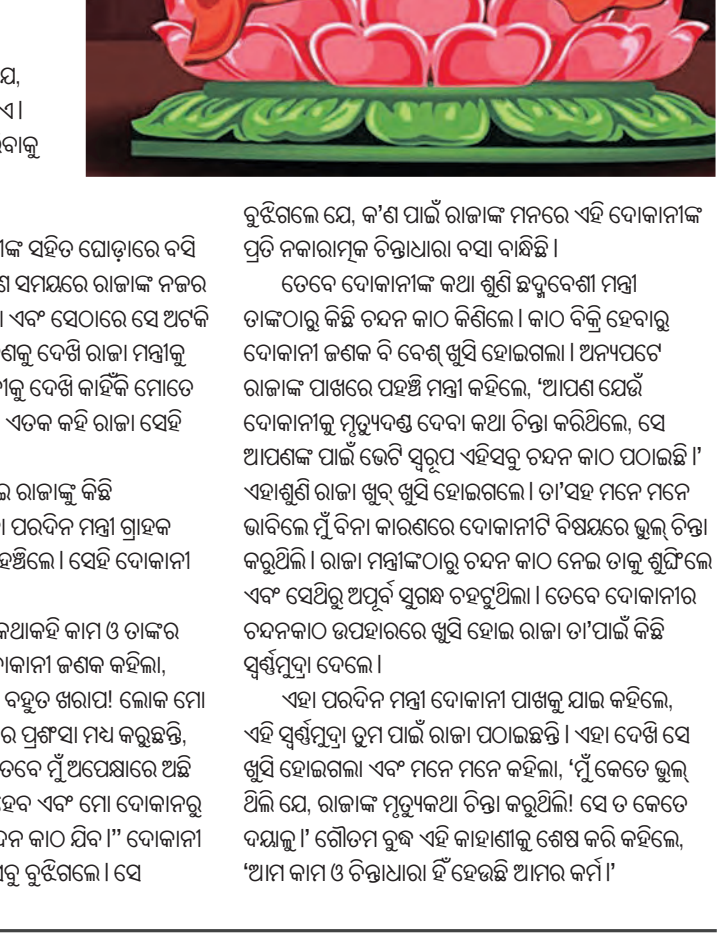 ଯେ,
ଏ ।
ବାକୁ
ୀଙ୍କ ସହିତ ଘୋଡ଼ାରେ ବସି
ଣ ସମୟରେ ରାଜାଙ୍କ ନଜର
ା ଏବଂ ସେଠାରେ ସେ ଅଟକି
ଣକୁ ଦେଖି ରାଜା ମନ୍ତ୍ରୀକୁ
ୀକୁ ଦେଖି କାହିଁକି ମୋତେ
ଏତକ କହି ରାଜା ସେହି
ଇ ରାଜାଙ୍କୁ କିଛି
ା ପରଦିନ ମନ୍ତ୍ରୀ ଗ୍ରାହକ
ହଞ୍ଚିଲେ । ସେହି ଦୋକାନୀ
କଥାକହି କାମ ଓ ତାଙ୍କର
ାକାନୀ ଜଣକ କହିଲା,
ବହୁତ ଖରାପ! ଲୋକ ମୋ
ର ପ୍ରଶଂସା ମଧ୍ୟ କରୁଛନ୍ତି,
ତେବେ ମୁଁ ଅପେକ୍ଷାରେ ଅଛି
ହେବ ଏବଂ ମୋ ଦୋକାନରୁ
ଦନ କାଠ ଯିବ ।’’ ଦୋକାନୀ
ସବୁ ବୁଝିଗଲେ । ସେ
ବୁଝିଗଲେ ଯେ, କ’ଣ ପାଇଁ ରାଜାଙ୍କ ମନରେ ଏହି ଦୋକାନୀଙ୍କ
ପ୍ରତି ନକାରାତ୍ମକ ଚିନ୍ତାଧାରା ବସା ବାନ୍ଧିଛି ।
ତେବେ ଦୋକାନୀଙ୍କ କଥା ଶୁଣି ଛଦ୍ମବେଶୀ ମନ୍ତ୍ରୀ
ତାଙ୍କଠାରୁ କିଛି ଚନ୍ଦନ କାଠ କିଣିଲେ । କାଠ ବିକ୍ରି ହେବାରୁ
ଦୋକାନୀ ଜଣକ ବି ବେଶ୍ ଖୁସି ହୋଇଗଲା । ଅନ୍ୟପଟେ
ରାଜାଙ୍କ ପାଖରେ ପହଞ୍ଚି ମନ୍ତ୍ରୀ କହିଲେ, ‘ଆପଣ ଯେଉଁ
ଦୋକାନୀକୁ ମୃତ୍ୟୁଦଣ୍ଡ ଦେବା କଥା ଚିନ୍ତା କରିଥିଲେ, ସେ
ଆପଣଙ୍କ ପାଇଁ ଭେଟି ସ୍ୱରୂପ ଏହିସବୁ ଚନ୍ଦନ କାଠ ପଠାଇଛି ।’
ଏହାଶୁଣି ରାଜା ଖୁବ୍ ଖୁସି ହୋଇଗଲେ । ତା’ସହ ମନେ ମନେ
ଭାବିଲେ ମୁଁ ବିନା କାରଣରେ ଦୋକାନୀଟି ବିଷୟରେ ଭୁଲ୍ ଚିନ୍ତା
କରୁଥିଲି । ରାଜା ମନ୍ତ୍ରୀଙ୍କଠାରୁ ଚନ୍ଦନ କାଠ ନେଇ ତାକୁ ଶୁଘିଂଲେ
ଏବଂ ସେଥିରୁ ଅପୂର୍ବ ସୁଗନ୍ଧ ଚହଟୁଥିଲା । ତେବେ ଦୋକାନୀର
ଚନ୍ଦନକାଠ ଉପହାରରେ ଖୁସି ହୋଇ ରାଜା ତା’ପାଇଁ କିଛି
ସ୍ୱର୍ଣ୍ଣମୁଦ୍ରା ଦେଲେ ।
ଏହା ପରଦିନ ମନ୍ତ୍ରୀ ଦୋକାନୀ ପାଖକୁ ଯାଇ କହିଲେ,
ଏହି ସ୍ୱର୍ଣ୍ଣମୁଦ୍ରା ତୁମ ପାଇଁ ରାଜା ପଠାଇଛନ୍ତି । ଏହା ଦେଖି ସେ
ଖୁସି ହୋଇଗଲା ଏବଂ ମନେ ମନେ କହିଲା, ‘ମୁଁ କେତେ ଭୁଲ୍
ଥିଲି ଯେ, ରାଜାଙ୍କ ମୃତ୍ୟୁକଥା ଚିନ୍ତା କରୁଥିଲି! ସେ ତ କେତେ
ଦୟାଳୁ ।’ ଗୌତମ ବୁଦ୍ଧ ଏହି କାହାଣୀକୁ ଶେଷ କରି କହିଲେ,
‘ଆମ କାମ ଓ ଚିନ୍ତାଧାରା ହିଁ ହେଉଛି ଆମର କର୍ମ ।’